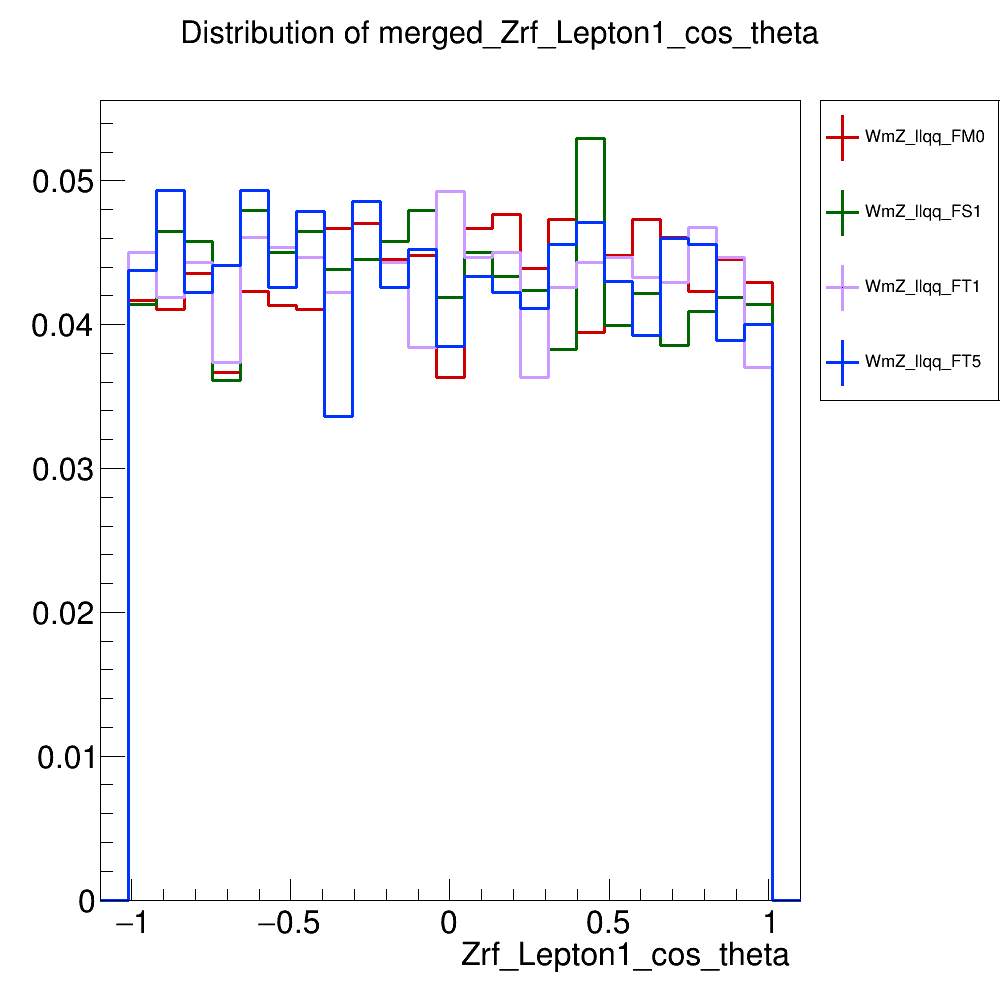 Distribution of merged_Zrf_Lepton1_cos_theta
WmZ_llqq_FM0
WmZ_llqq_FS1
WmZ_llqq_FT1
WmZ_llqq_FT5
0.05
0.04
0.03
0.02
0.01
0
−1 −0.5 0 0.5 1
Zrf_Lepton1_cos_theta